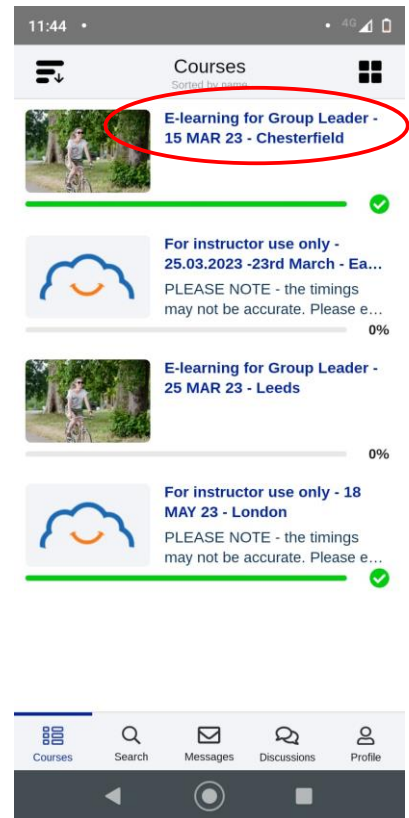 11:44
4G
Courses
Sorted by name
E-learning for Group Leader -
15 MAR 23 - Chesterfield
For instructor use only -
25.03.2023 -23rd March - Ea...
PLEASE NOTE - the timings
may not be accurate. Please e...
0%
E-learning for Group Leader -
25 MAR 23 - Leeds
0%
For instructor use only - 18
MAY 23 - London
PLEASE NOTE - the timings
may not be accurate. Please e...
Courses Search Messages Discussions Profile